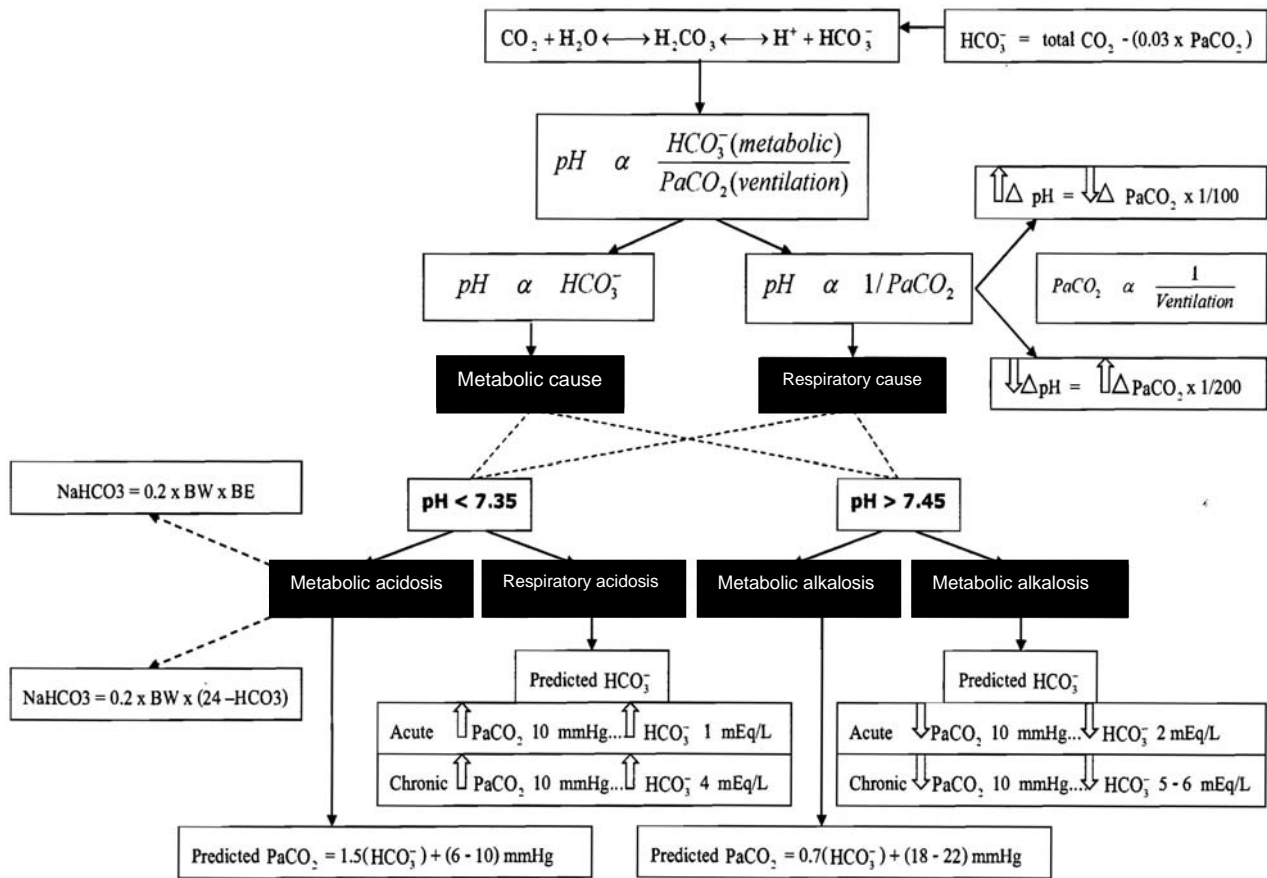 CO₂ + H₂O ⟷ H₂CO₃ ⟷ H⁺ + HCO₃⁻
HCO₃⁻ = total CO₂ - (0.03 x PaCO₂)
pH α HCO₃⁻(metabolic) / PaCO₂(ventilation)
⇧Δ pH = ⇩Δ PaCO₂ x 1/100
pH α HCO₃⁻
pH α 1/PaCO₂
PaCO₂ α 1 / Ventilation
Metabolic cause
Respiratory cause
⇩ΔpH = ⇧ΔPaCO₂ x 1/200
NaHCO3 = 0.2 x BW x BE
pH < 7.35
pH > 7.45
Metabolic acidosis
Respiratory acidosis
Metabolic alkalosis
Metabolic alkalosis
NaHCO3 = 0.2 x BW x (24 –HCO3)
Predicted HCO₃⁻
Acute ⇧PaCO₂ 10 mmHg...⇧ HCO₃⁻ 1 mEq/L
Chronic ⇧PaCO₂ 10 mmHg...⇧ HCO₃⁻ 4 mEq/L
Predicted HCO₃⁻
Acute ⇩PaCO₂ 10 mmHg...⇩ HCO₃⁻ 2 mEq/L
Chronic ⇩PaCO₂ 10 mmHg...⇩ HCO₃⁻ 5 - 6 mEq/L
Predicted PaCO₂ = 1.5(HCO₃⁻) + (6 - 10) mmHg
Predicted PaCO₂ = 0.7(HCO₃⁻) + (18 - 22) mmHg